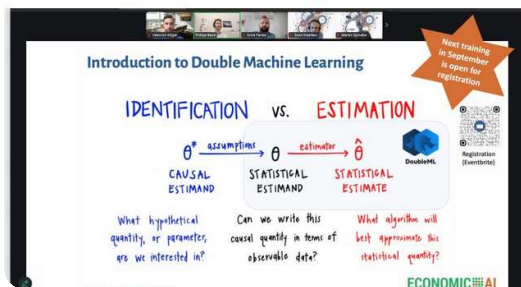 Introduction to Double Machine Learning
Next training
in September
is open for
registration
IDENTIFICATION vs. ESTIMATION
θ* assumptions θ estimator θ̂
CAUSAL ESTIMAND
STATISTICAL ESTIMAND
STATISTICAL ESTIMATE
DoubleML
Registration
(Eventbrite)
What hypothetical
quantity, or parameter,
are we interested in?
Can we write this
causal quantity in terms of
observable data?
What algorithm will
best approximate this
statistical quantity?
ECONOMIC AI